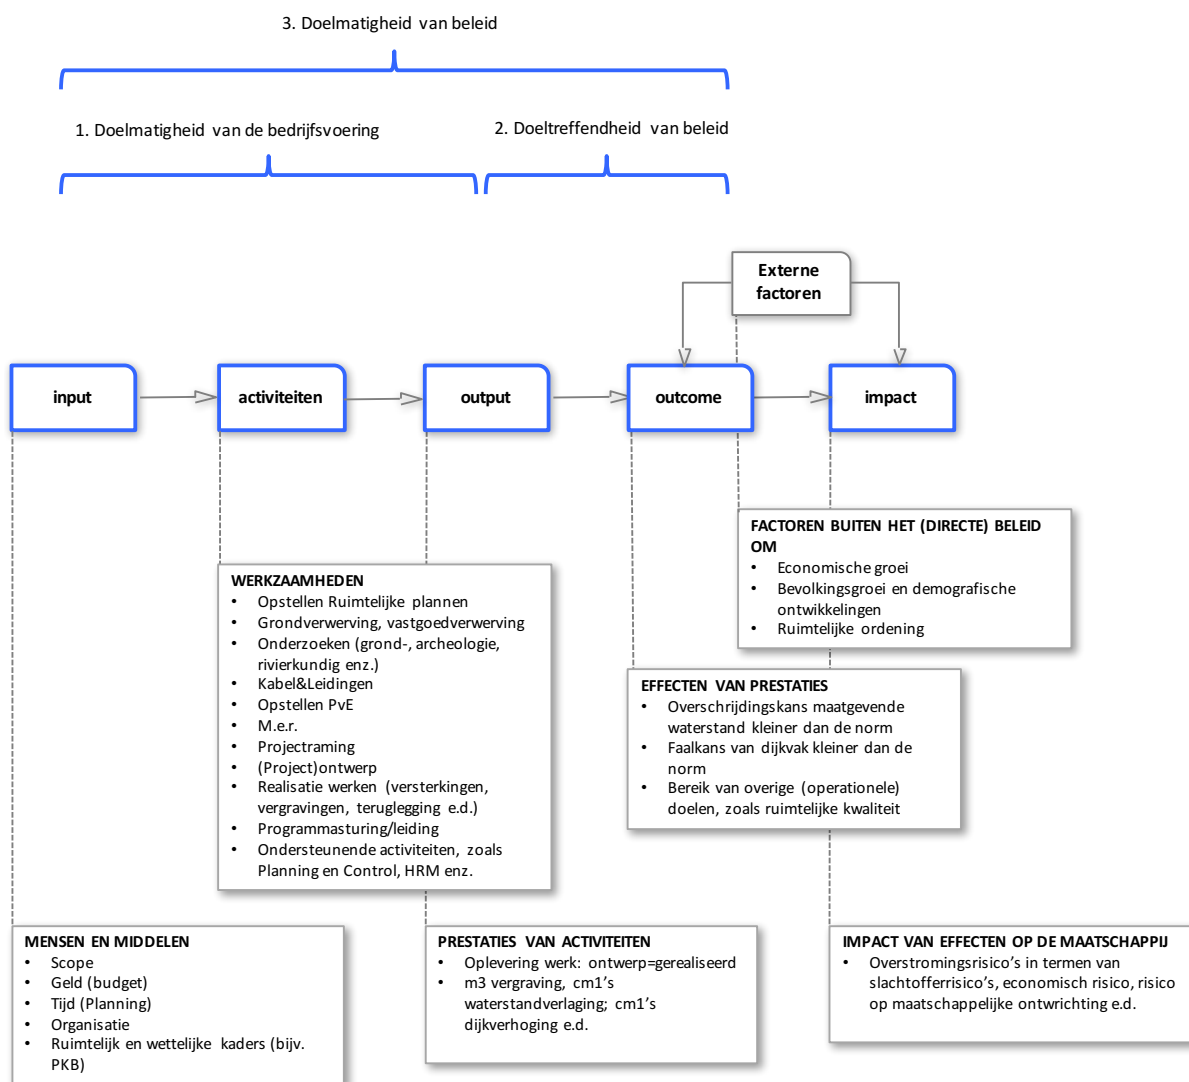 3. Doelmatigheid van beleid
1. Doelmatigheid van de bedrijfsvoering
2. Doeltreffendheid van beleid
Externe
factoren
input
activiteiten
output
outcome
impact
FACTOREN BUITEN HET (DIRECTE) BELEID
OM
• Economische groei
• Bevolkingsgroei en demografische
ontwikkelingen
• Ruimtelijke ordening
WERKZAAMHEDEN
• Opstellen Ruimtelijke plannen
• Grondverwerving, vastgoedverwerving
• Onderzoeken (grond-, archeologie,
rivierkundig enz.)
• Kabel&Leidingen
• Opstellen PvE
• M.e.r.
• Projectraming
• (Project)ontwerp
• Realisatie werken (versterkingen,
vergravingen, teruglegging e.d.)
• Programmasturing/leiding
• Ondersteunende activiteiten, zoals
Planning en Control, HRM enz.
EFFECTEN VAN PRESTATIES
• Overschrijdingskans maatgevende
waterstand kleiner dan de norm
• Faalkans van dijkvak kleiner dan de
norm
• Bereik van overige (operationele)
doelen, zoals ruimtelijke kwaliteit
MENSEN EN MIDDELEN
• Scope
• Geld (budget)
• Tijd (Planning)
• Organisatie
• Ruimtelijk en wettelijke kaders (bijv.
PKB)
PRESTATIES VAN ACTIVITEITEN
• Oplevering werk: ontwerp=gerealiseerd
• m3 vergraving, cm1's
waterstandverlaging; cm1's
dijkverhoging e.d.
IMPACT VAN EFFECTEN OP DE MAATSCHAPPIJ
• Overstromingsrisico's in termen van
slachtofferrisico's, economisch risico, risico
op maatschappelijke ontwrichting e.d.